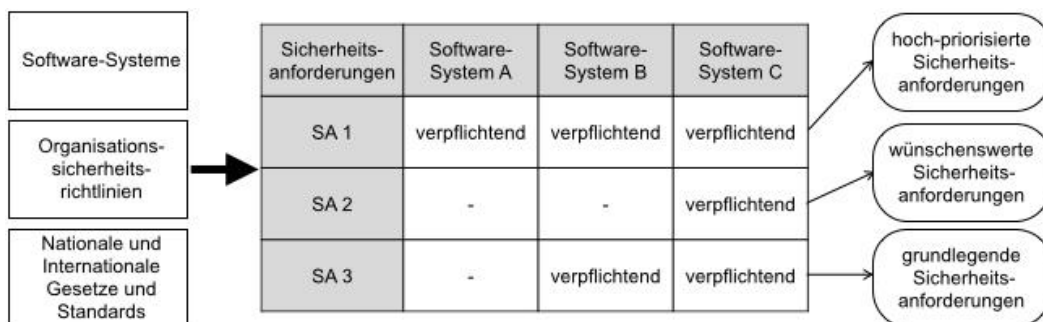 Software-Systeme
Organisations-
sicherheits-
richtlinien
Nationale und
Internationale
Gesetze und
Standards
Sicherheits-
anforderungen
Software-
System A
Software-
System B
Software-
System C
SA 1
verpflichtend
verpflichtend
verpflichtend
SA 2
-
-
verpflichtend
SA 3
-
verpflichtend
verpflichtend
hoch-priorisierte
Sicherheits-
anforderungen
wünschenswerte
Sicherheits-
anforderungen
grundlegende
Sicherheits-
anforderungen